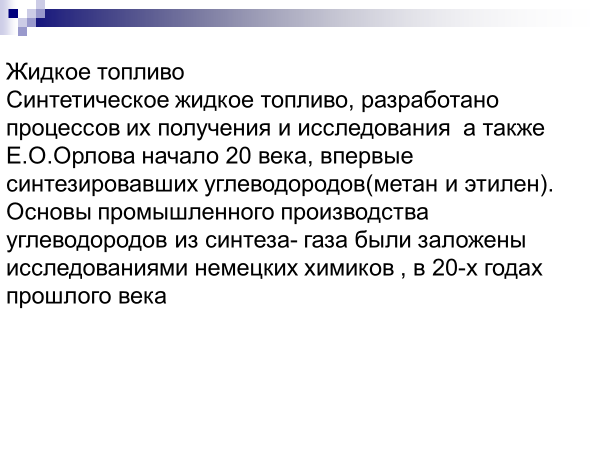 Жидкое топливо
Синтетическое жидкое топливо, разработано
процессов их получения и исследования  а также
Е.О.Орлова начало 20 века, впервые
синтезировавших углеводородов(метан и этилен).
Основы промышленного производства
углеводородов из синтеза- газа были заложены
исследованиями немецких химиков , в 20-х годах
прошлого века